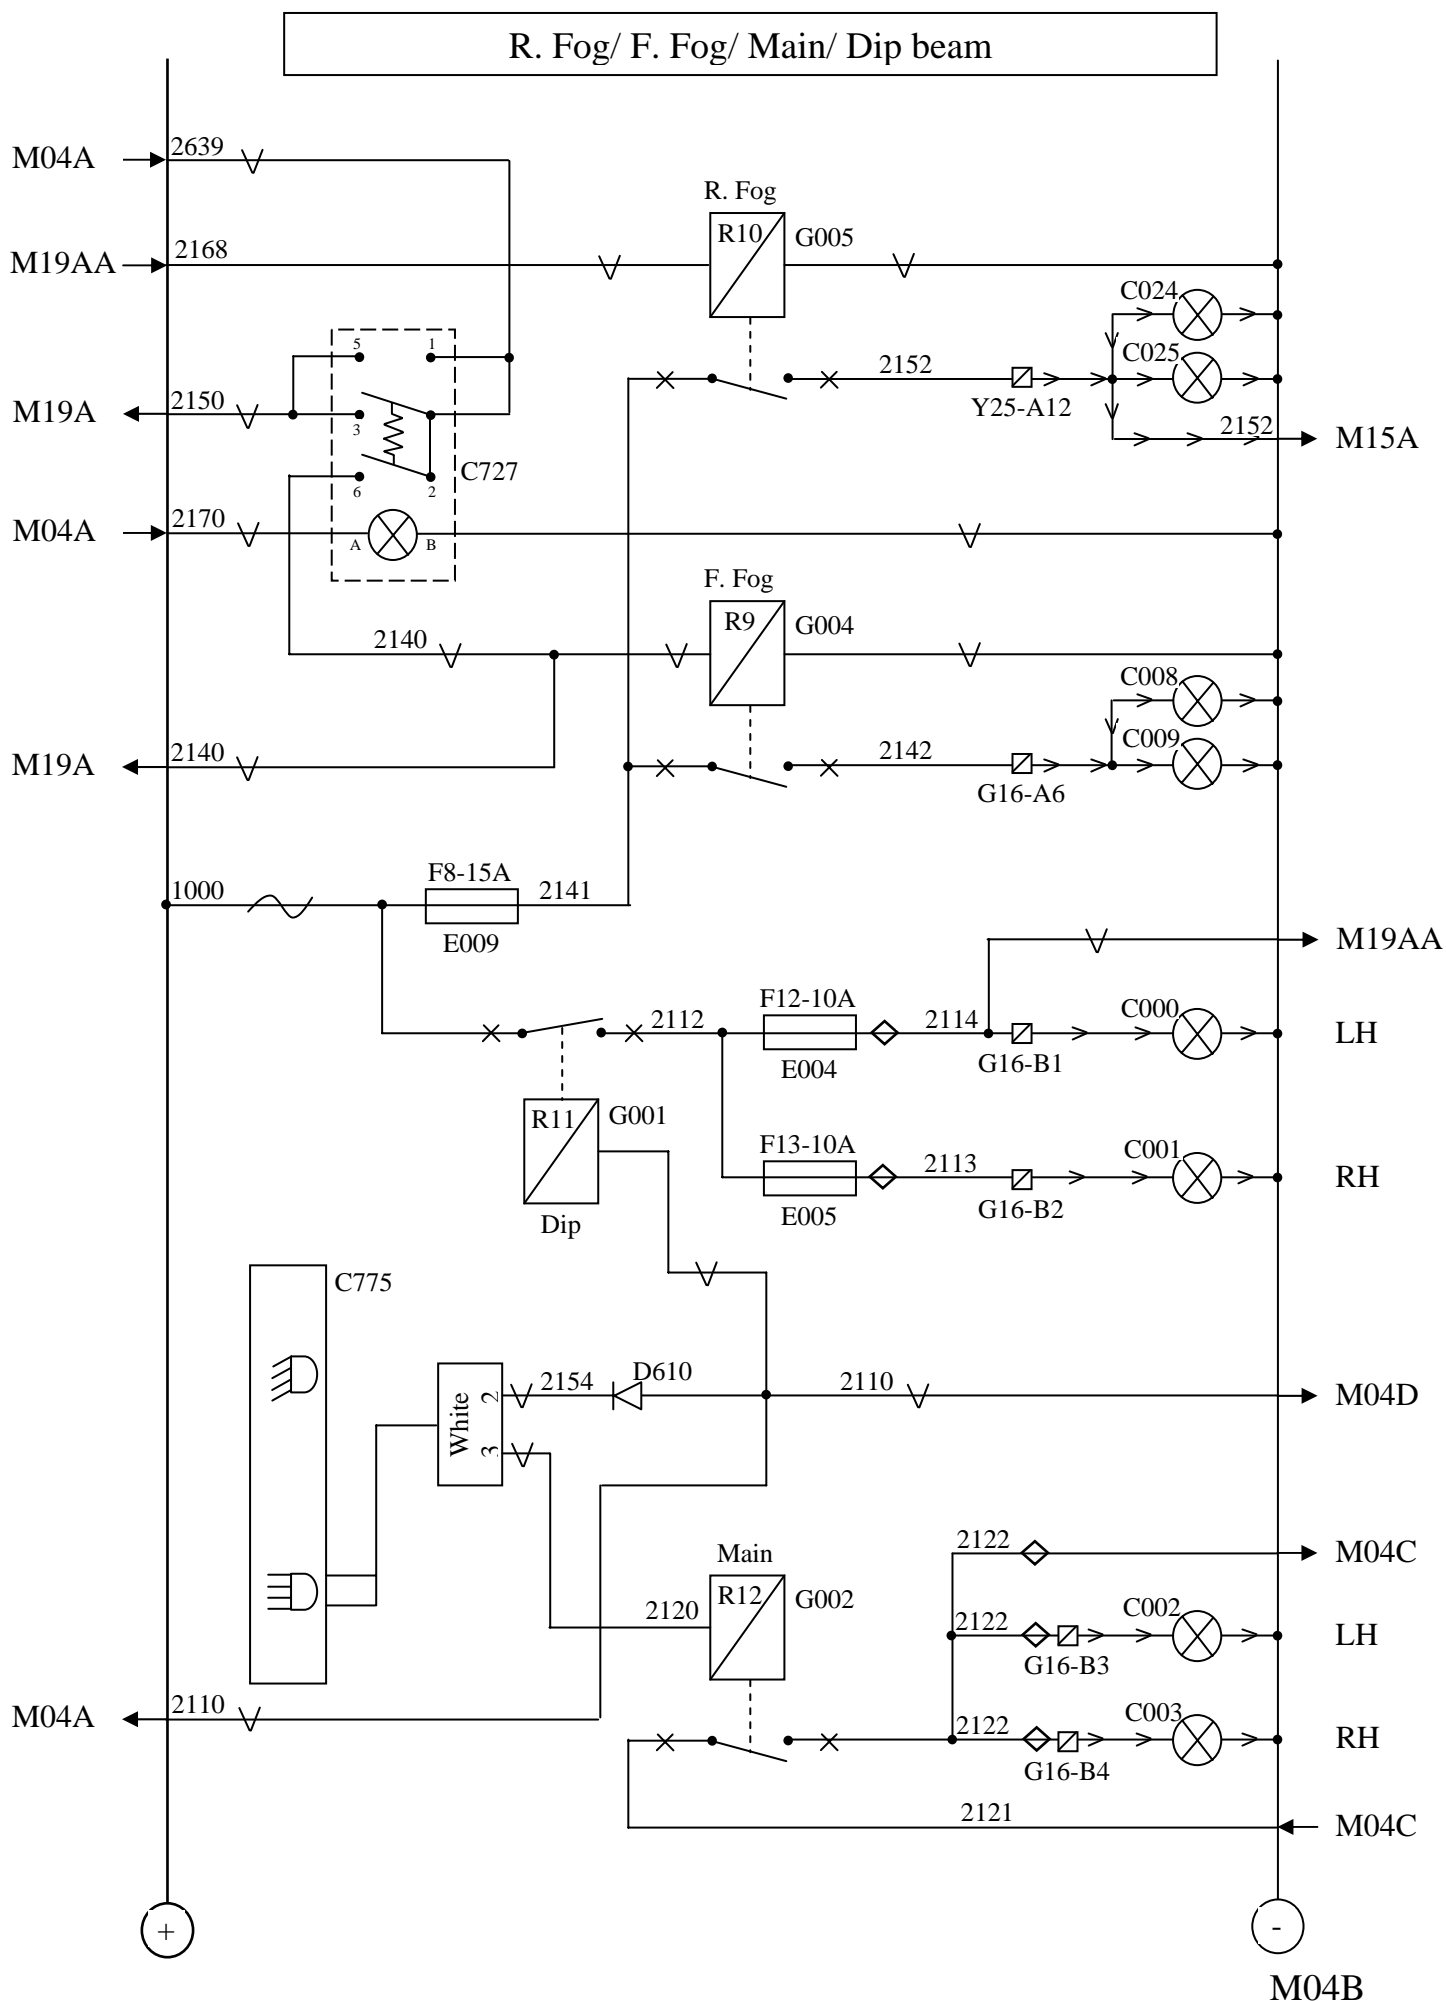 R. Fog/ F. Fog/ Main/ Dip beam
M04A
2639
R. Fog
R10
G005
M19AA
2168
C024
C025
5
1
2152
Y25-A12
M19A
2150
3
2152
M15A
C727
6
2
M04A
2170
A
B
F. Fog
R9
G004
2140
C008
C009
M19A
2140
2142
G16-A6
1000
F8-15A
2141
E009
M19AA
F12-10A
2112
2114
C000
LH
E004
G16-B1
R11
G001
F13-10A
2113
C001
RH
E005
G16-B2
Dip
C775
White
2
3
2154
D610
2110
M04D
2122
M04C
Main
R12
G002
2120
2122
C002
LH
G16-B3
M04A
2110
2122
C003
RH
G16-B4
2121
M04C
+
-
M04B